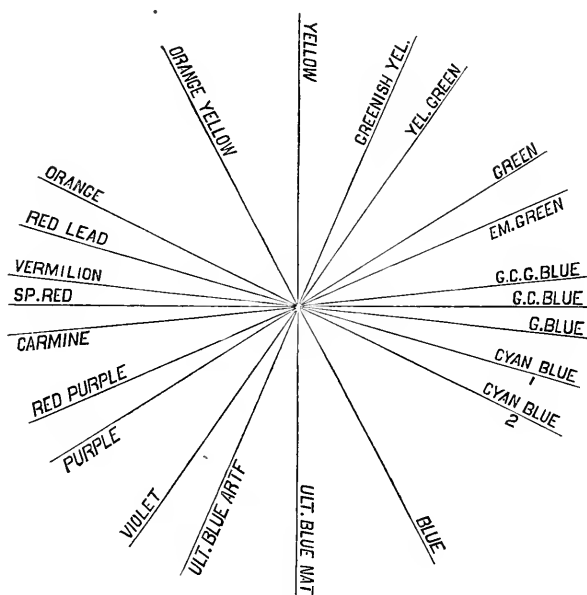 YELLOW
GREENISH YEL.
YEL. GREEN
GREEN
EM. GREEN
G.C.G. BLUE
G.C. BLUE
G. BLUE
CYAN BLUE
1
CYAN BLUE
2
BLUE
ULT. BLUE NAT
ULT. BLUE ARTF
VIOLET
PURPLE
RED PURPLE
CARMINE
SP. RED
VERMILION
RED LEAD
ORANGE
ORANGE YELLOW